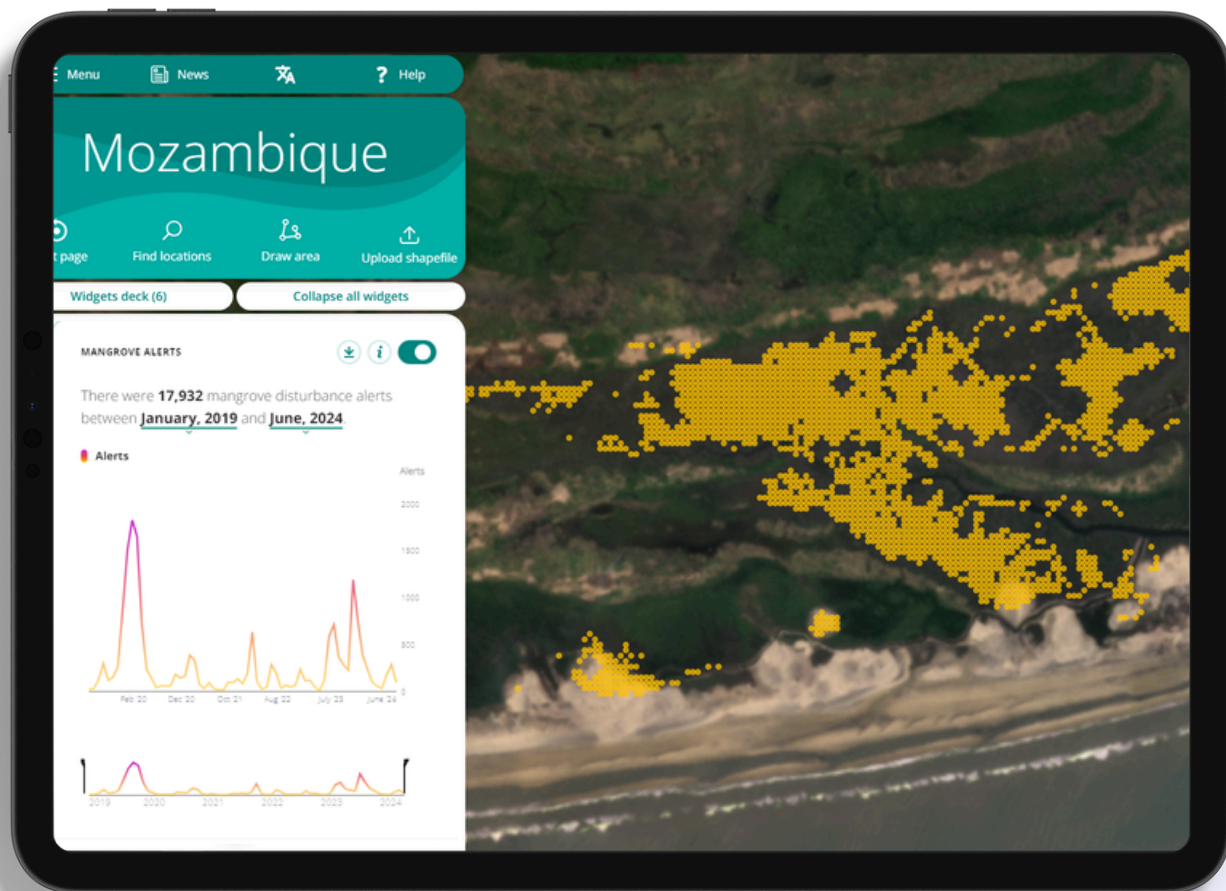 Menu
News
Help
Mozambique
t page
Find locations
Draw area
Upload shapefile
Widgets deck (6)
Collapse all widgets
MANGROVE ALERTS
There were 17,932 mangrove disturbance alerts
between January, 2019 and June, 2024.
Alerts
Alerts
2000
1500
1000
500
0
Feb '20
Dec '20
Oct '21
Aug '22
July '23
June '24
2019
2020
2021
2022
2023
2024